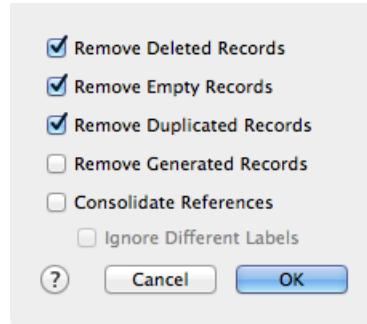 Remove Deleted Records
Remove Empty Records
Remove Duplicated Records
Remove Generated Records
Consolidate References
Ignore Different Labels
? Cancel OK